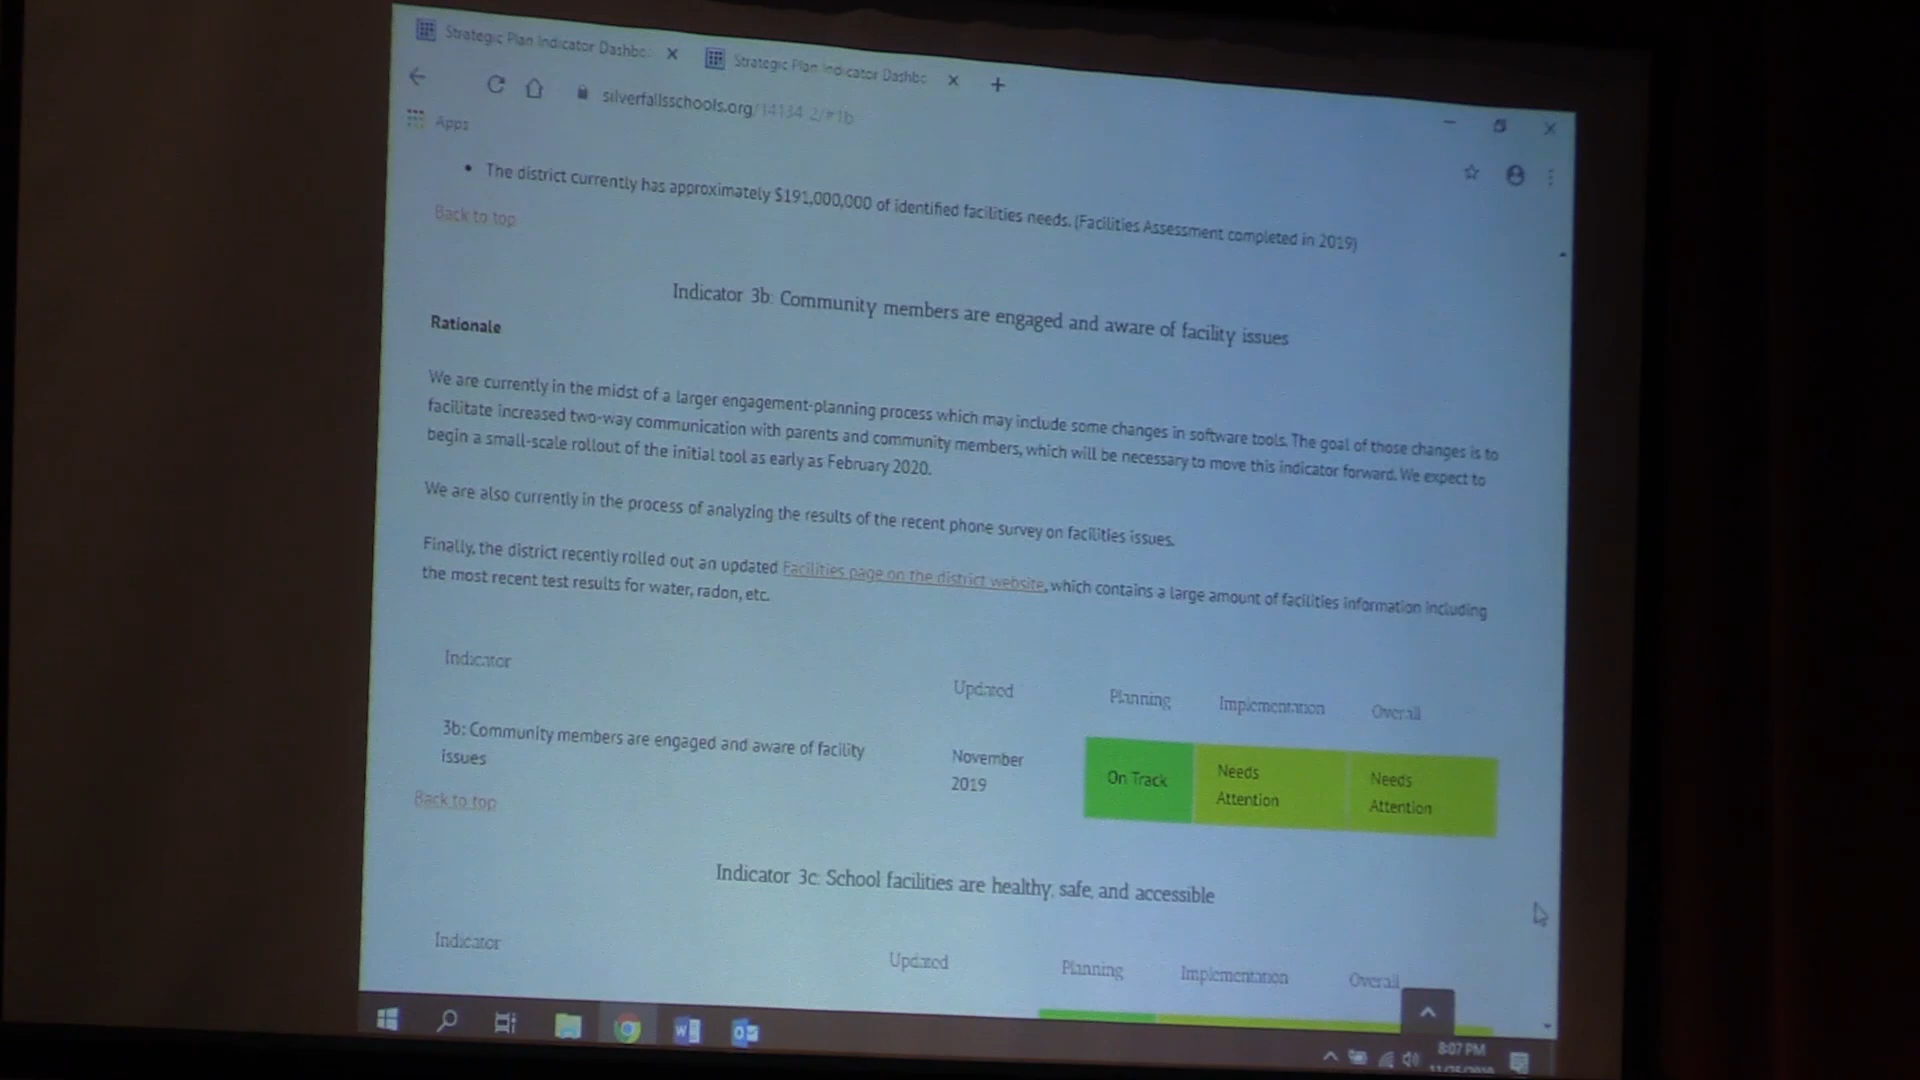 Strategic Plan Indicator Dashbo
Strategic Plan Indicator Dashbo
silverfallsschools.org/14134-2/#1b
Apps
• The district currently has approximately $191,000,000 of identified facilities needs. (Facilities Assessment completed in 2019)
Back to top
Indicator 3b: Community members are engaged and aware of facility issues
Rationale
We are currently in the midst of a larger engagement-planning process which may include some changes in software tools. The goal of those changes is to
facilitate increased two-way communication with parents and community members, which will be necessary to move this indicator forward. We expect to
begin a small-scale rollout of the initial tool as early as February 2020.
We are also currently in the process of analyzing the results of the recent phone survey on facilities issues.
Finally, the district recently rolled out an updated Facilities page on the district website, which contains a large amount of facilities information including
the most recent test results for water, radon, etc.
Indicator
Updated
Planning
Implementation
Overall
3b: Community members are engaged and aware of facility
issues
November
2019
On Track
Needs
Attention
Needs
Attention
Back to top
Indicator 3c: School facilities are healthy, safe, and accessible
Indicator
Updated
Planning
Implementation
Overall
8:07 PM